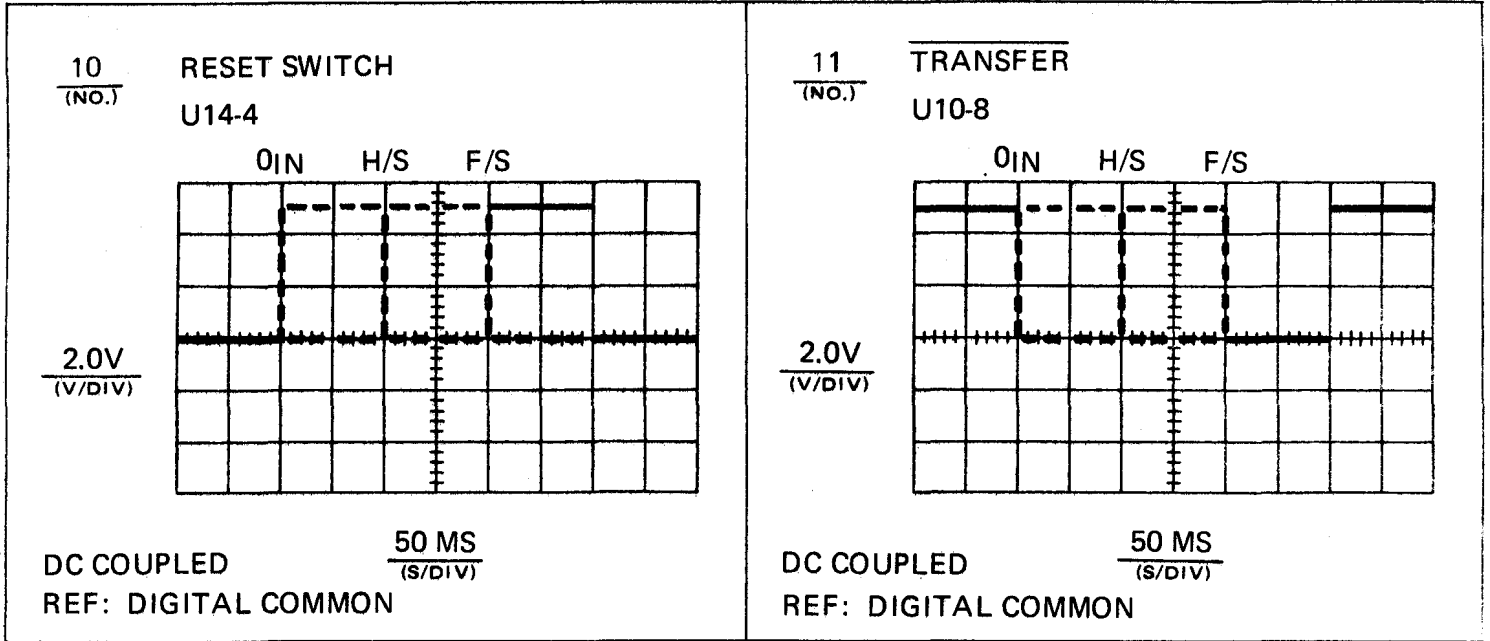 10
(NO.)
RESET SWITCH
U14-4
0IN H/S F/S
2.0V
(V/DIV)
50 MS
(S/DIV)
DC COUPLED
REF: DIGITAL COMMON
11
(NO.)
TRANSFER
U10-8
0IN H/S F/S
2.0V
(V/DIV)
50 MS
(S/DIV)
DC COUPLED
REF: DIGITAL COMMON